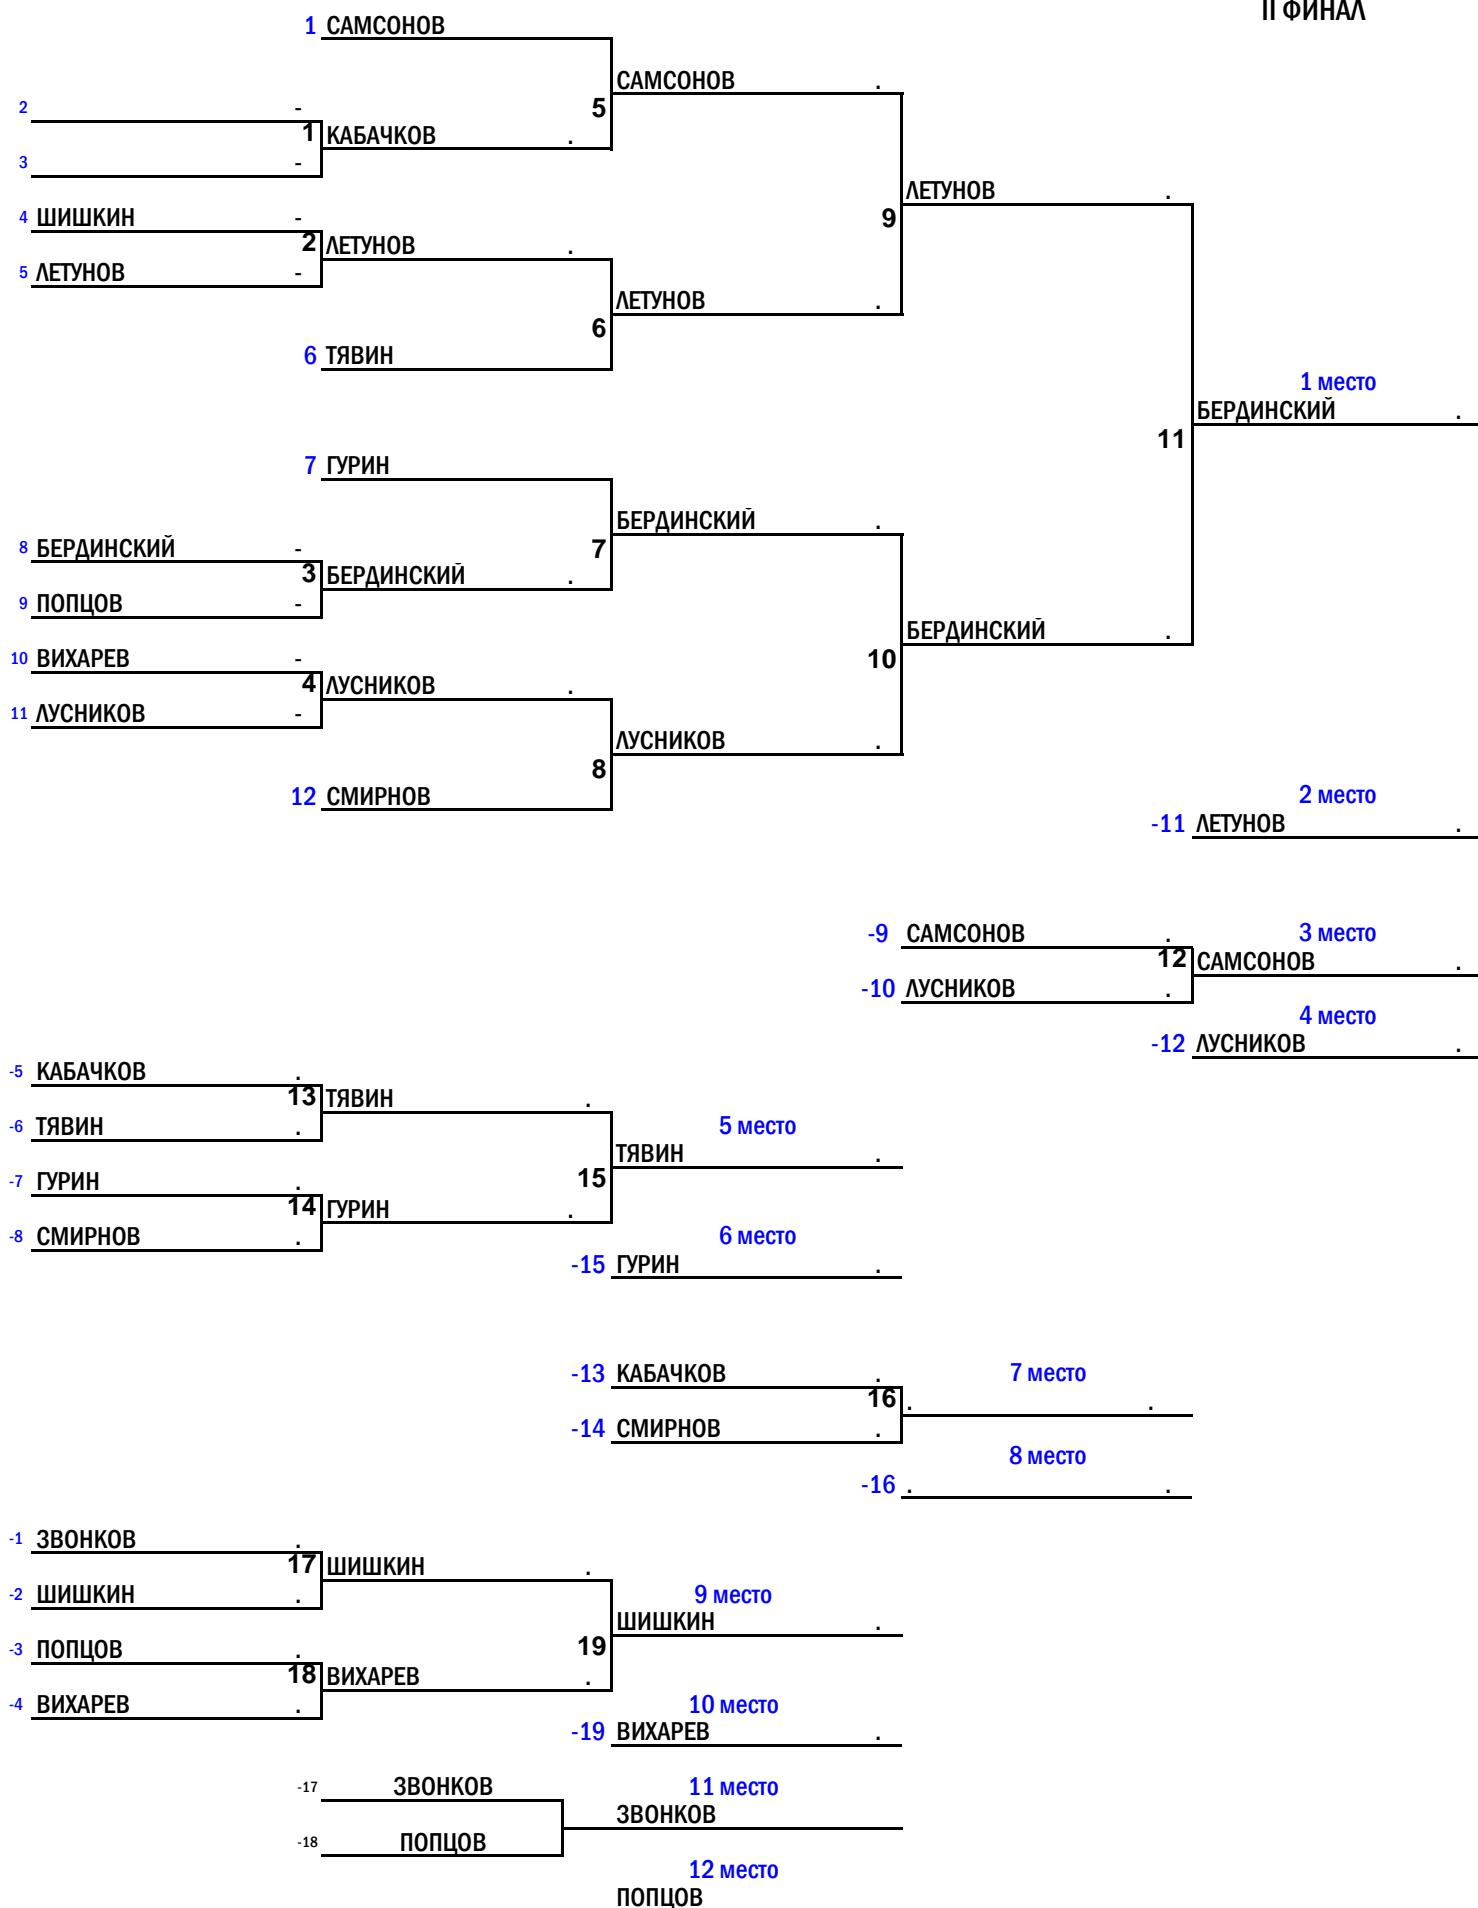 II ФИНАЛ
1 САМСОНОВ
САМСОНОВ .
2 -
5
1 КАБАЧКОВ .
3 -
ЛЕТУНОВ .
4 ШИШКИН -
9
2 ЛЕТУНОВ .
5 ЛЕТУНОВ -
ЛЕТУНОВ .
6
6 ТЯВИН
1 место
БЕРДИНСКИЙ .
11
7 ГУРИН
БЕРДИНСКИЙ .
8 БЕРДИНСКИЙ -
7
3 БЕРДИНСКИЙ .
9 ПОПЦОВ -
БЕРДИНСКИЙ .
10 ВИХАРЕВ -
10
4 ЛУСНИКОВ .
11 ЛУСНИКОВ -
ЛУСНИКОВ .
8
12 СМИРНОВ
2 место
-11 ЛЕТУНОВ .
-9 САМСОНОВ .
3 место
12 САМСОНОВ .
-10 ЛУСНИКОВ .
4 место
-12 ЛУСНИКОВ .
-5 КАБАЧКОВ .
13 ТЯВИН .
-6 ТЯВИН .
5 место
ТЯВИН .
15
-7 ГУРИН .
14 ГУРИН .
-8 СМИРНОВ .
6 место
-15 ГУРИН .
-13 КАБАЧКОВ .
7 место
16 . .
-14 СМИРНОВ .
8 место
-16 . .
-1 ЗВОНКОВ .
17 ШИШКИН .
-2 ШИШКИН .
9 место
ШИШКИН .
19
-3 ПОПЦОВ .
18 ВИХАРЕВ .
-4 ВИХАРЕВ .
10 место
-19 ВИХАРЕВ .
-17 ЗВОНКОВ
11 место
ЗВОНКОВ
-18 ПОПЦОВ
12 место
ПОПЦОВ